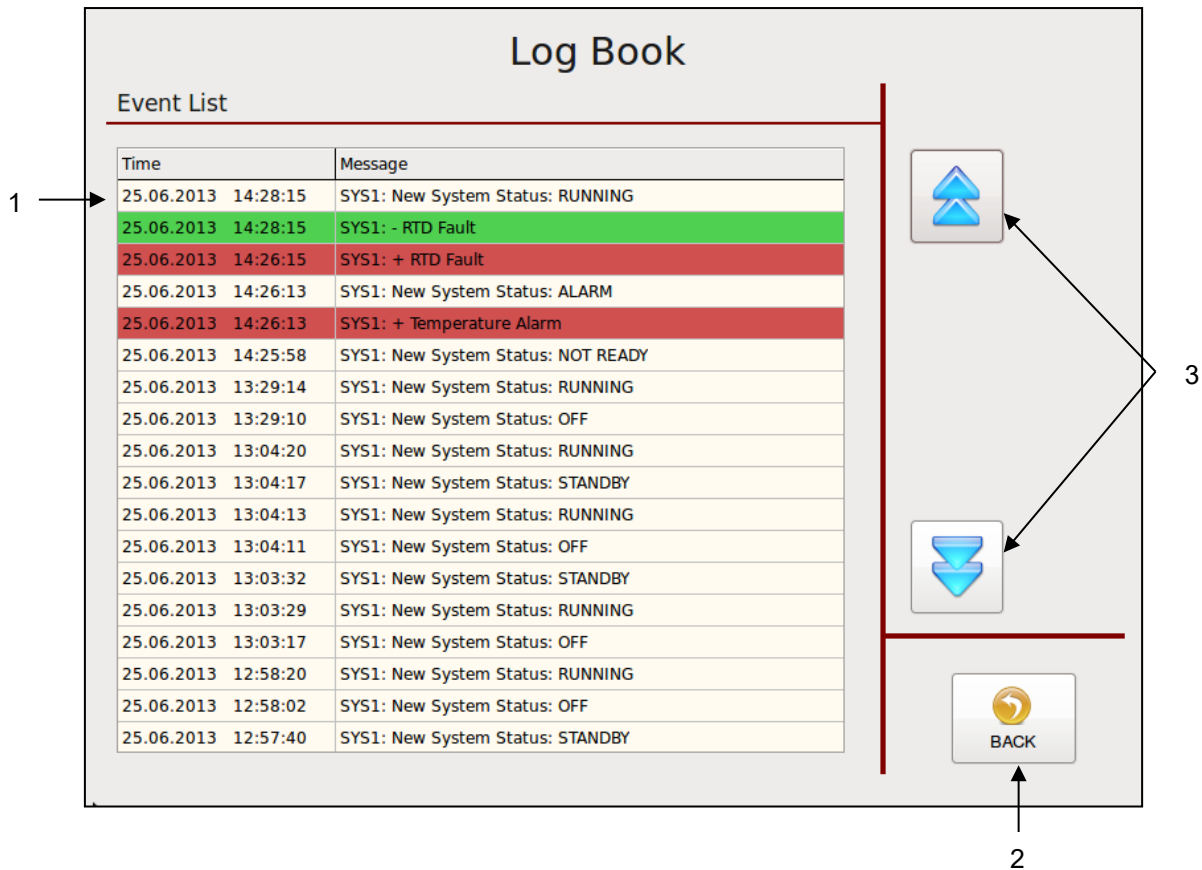 Log Book
Event List
Time Message
1
25.06.2013 14:28:15 SYS1: New System Status: RUNNING
25.06.2013 14:28:15 SYS1: - RTD Fault
25.06.2013 14:26:15 SYS1: + RTD Fault
25.06.2013 14:26:13 SYS1: New System Status: ALARM
25.06.2013 14:26:13 SYS1: + Temperature Alarm
25.06.2013 14:25:58 SYS1: New System Status: NOT READY
25.06.2013 13:29:14 SYS1: New System Status: RUNNING
3
25.06.2013 13:29:10 SYS1: New System Status: OFF
25.06.2013 13:04:20 SYS1: New System Status: RUNNING
25.06.2013 13:04:17 SYS1: New System Status: STANDBY
25.06.2013 13:04:13 SYS1: New System Status: RUNNING
25.06.2013 13:04:11 SYS1: New System Status: OFF
25.06.2013 13:03:32 SYS1: New System Status: STANDBY
25.06.2013 13:03:29 SYS1: New System Status: RUNNING
25.06.2013 13:03:17 SYS1: New System Status: OFF
25.06.2013 12:58:20 SYS1: New System Status: RUNNING
25.06.2013 12:58:02 SYS1: New System Status: OFF
25.06.2013 12:57:40 SYS1: New System Status: STANDBY
BACK
2